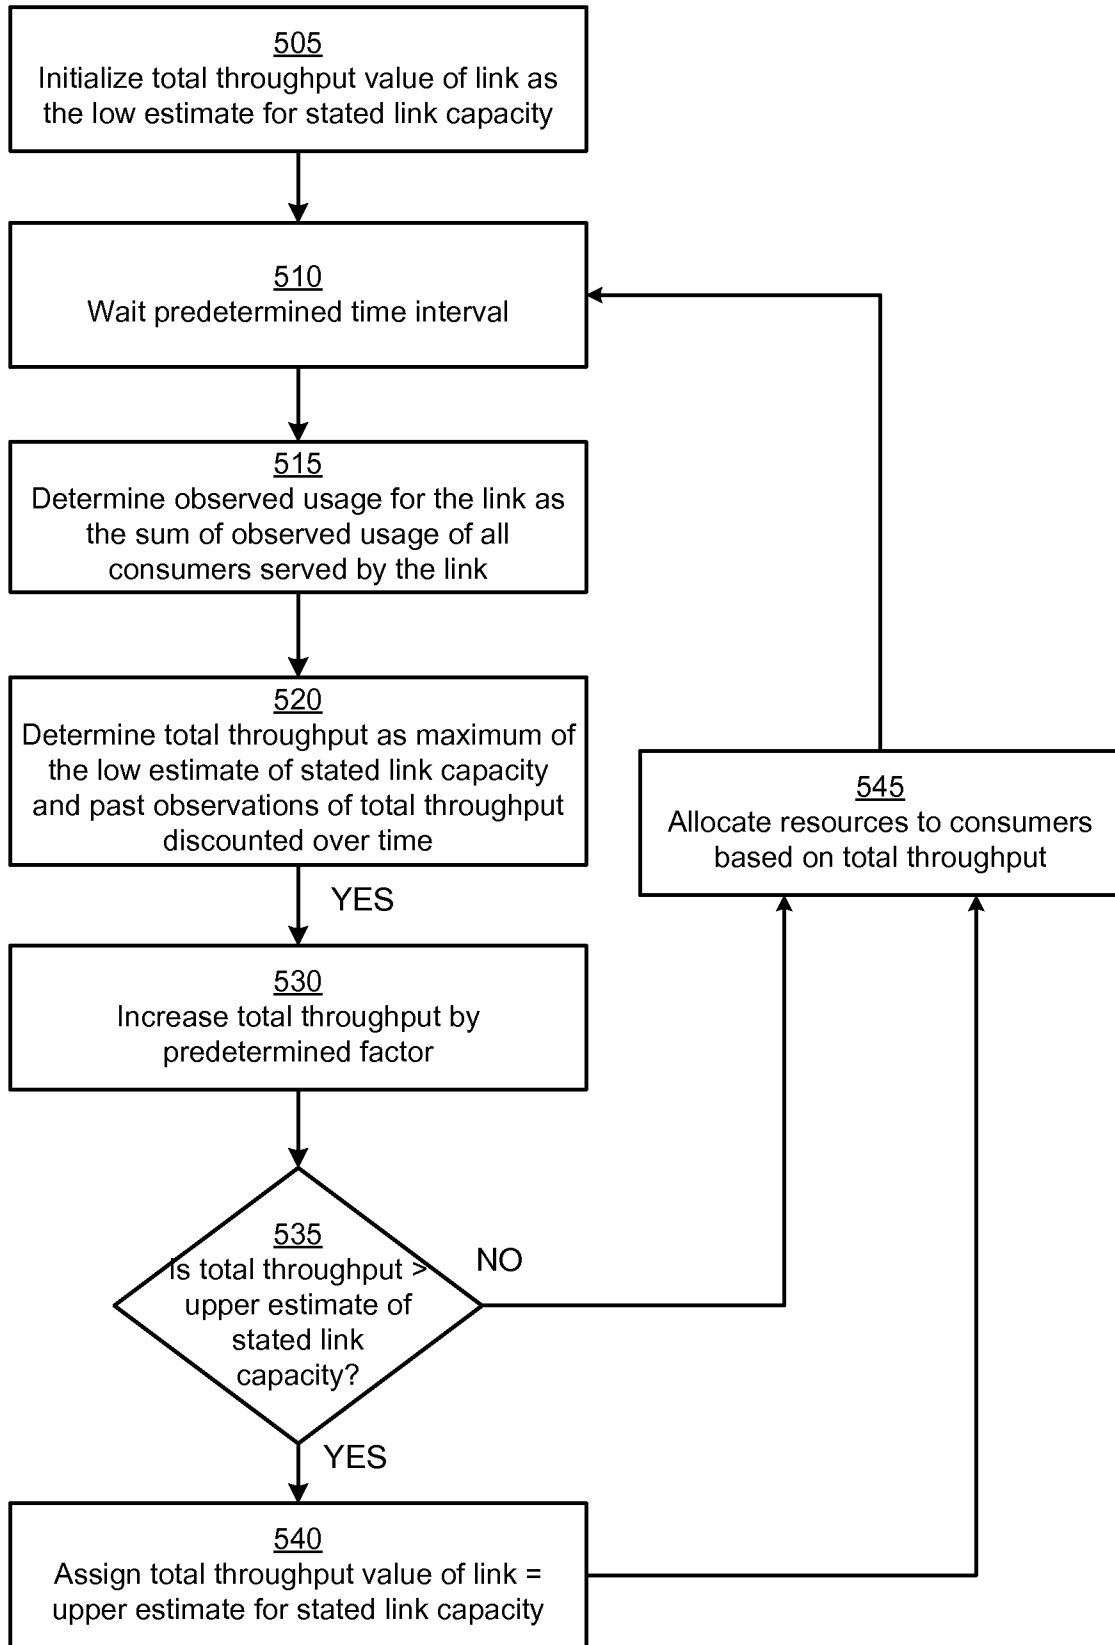 505
Initialize total throughput value of link as
the low estimate for stated link capacity
510
Wait predetermined time interval
515
Determine observed usage for the link as
the sum of observed usage of all
consumers served by the link
520
Determine total throughput as maximum of
the low estimate of stated link capacity
and past observations of total throughput
discounted over time
YES
530
Increase total throughput by
predetermined factor
535
Is total throughput >
upper estimate of
stated link
capacity?
NO
YES
540
Assign total throughput value of link =
upper estimate for stated link capacity
545
Allocate resources to consumers
based on total throughput